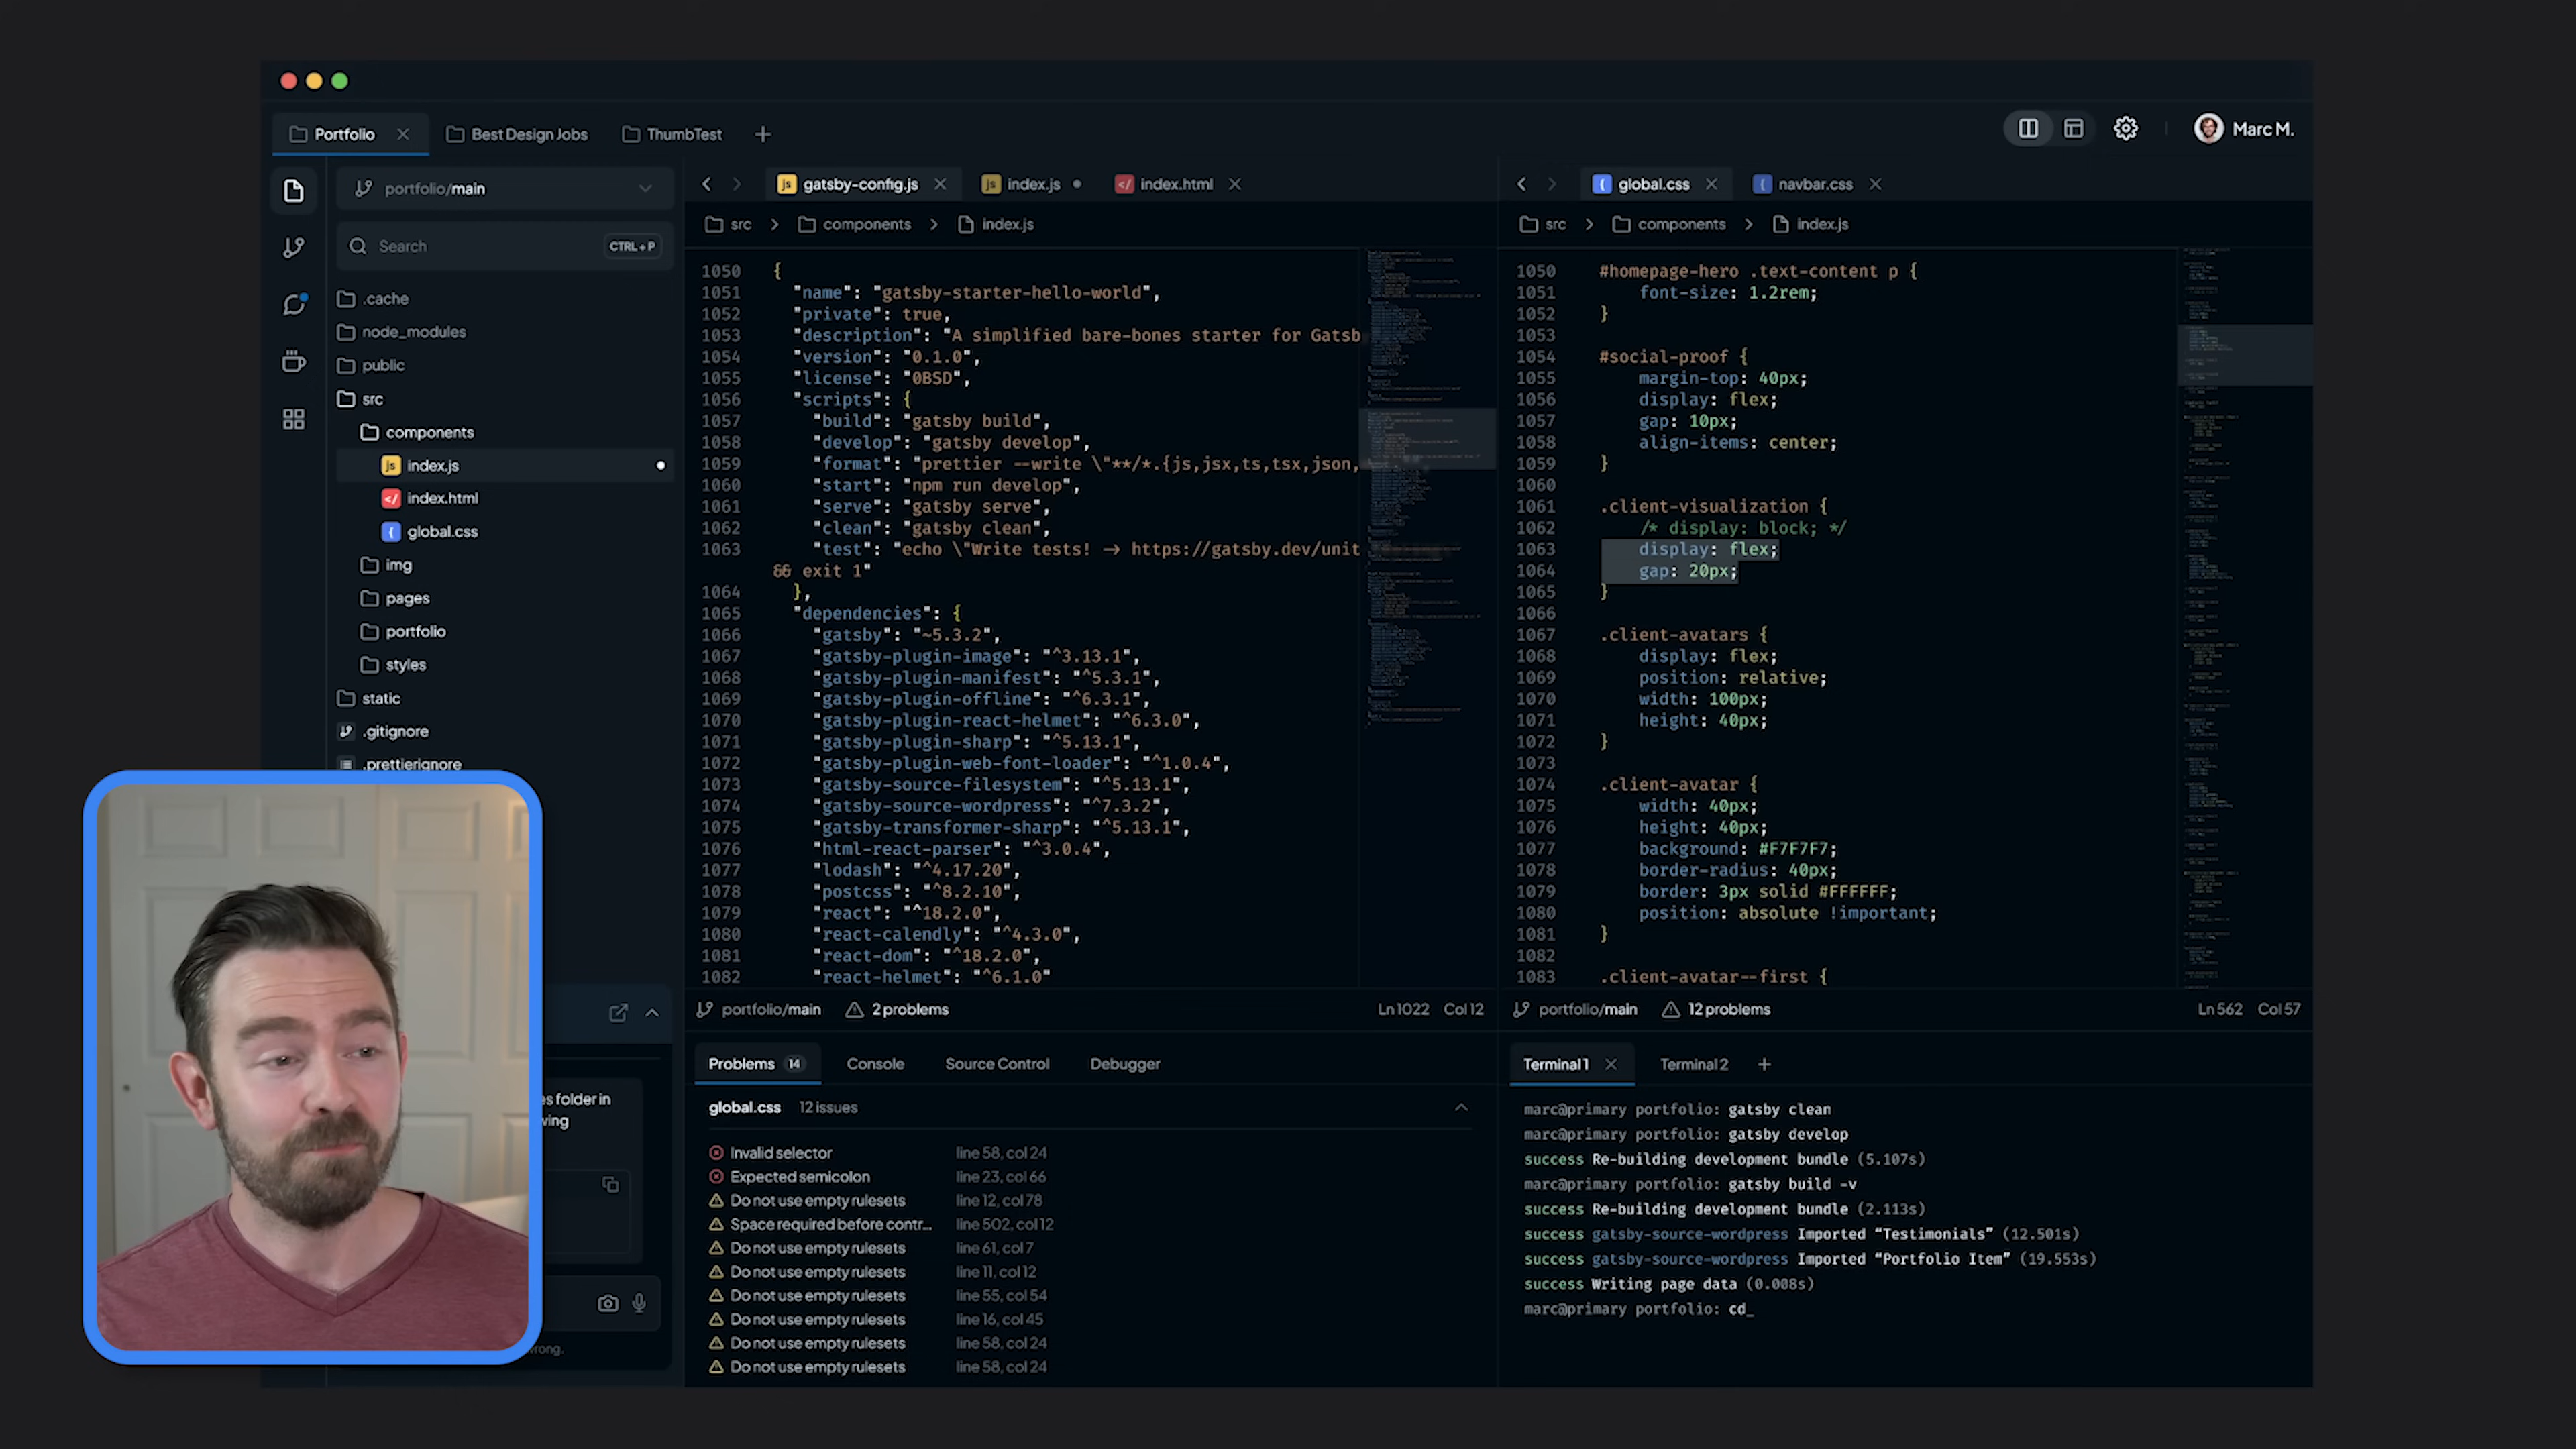 Portfolio
Best Design Jobs
ThumbTest
Marc M.
portfolio/main
Search
CTRL+P
.cache
node_modules
public
src
components
index.js
index.html
global.css
img
pages
portfolio
styles
static
.gitignore
.prettierignore
es folder in
wing
wrong.
gatsby-config.js
index.js
index.html
src > components > index.js
1050 {
1051 "name": "gatsby-starter-hello-world",
1052 "private": true,
1053 "description": "A simplified bare-bones starter for Gatsb
1054 "version": "0.1.0",
1055 "license": "0BSD",
1056 "scripts": {
1057 "build": "gatsby build",
1058 "develop": "gatsby develop",
1059 "format": "prettier --write \"**/*.{js,jsx,ts,tsx,json,
1060 "start": "npm run develop",
1061 "serve": "gatsby serve",
1062 "clean": "gatsby clean",
1063 "test": "echo \"Write tests! -> https://gatsby.dev/unit
&& exit 1"
1064 },
1065 "dependencies": {
1066 "gatsby": "~5.3.2",
1067 "gatsby-plugin-image": "^3.13.1",
1068 "gatsby-plugin-manifest": "^5.3.1",
1069 "gatsby-plugin-offline": "^6.3.1",
1070 "gatsby-plugin-react-helmet": "^6.3.0",
1071 "gatsby-plugin-sharp": "^5.13.1",
1072 "gatsby-plugin-web-font-loader": "^1.0.4",
1073 "gatsby-source-filesystem": "^5.13.1",
1074 "gatsby-source-wordpress": "^7.3.2",
1075 "gatsby-transformer-sharp": "^5.13.1",
1076 "html-react-parser": "^3.0.4",
1077 "lodash": "^4.17.20",
1078 "postcss": "^8.2.10",
1079 "react": "^18.2.0",
1080 "react-calendly": "^4.3.0",
1081 "react-dom": "^18.2.0",
1082 "react-helmet": "^6.1.0"
portfolio/main
2 problems
Ln 1022 Col 12
global.css
navbar.css
src > components > index.js
1050 #homepage-hero .text-content p {
1051 font-size: 1.2rem;
1052 }
1053
1054 #social-proof {
1055 margin-top: 40px;
1056 display: flex;
1057 gap: 10px;
1058 align-items: center;
1059 }
1060
1061 .client-visualization {
1062 /* display: block; */
1063 display: flex;
1064 gap: 20px;
1065 }
1066
1067 .client-avatars {
1068 display: flex;
1069 position: relative;
1070 width: 100px;
1071 height: 40px;
1072 }
1073
1074 .client-avatar {
1075 width: 40px;
1076 height: 40px;
1077 background: #F7F7F7;
1078 border-radius: 40px;
1079 border: 3px solid #FFFFFF;
1080 position: absolute !important;
1081 }
1082
1083 .client-avatar--first {
portfolio/main
12 problems
Ln 562 Col 57
Problems 14
Console
Source Control
Debugger
global.css 12 issues
Invalid selector line 58, col 24
Expected semicolon line 23, col 66
Do not use empty rulesets line 12, col 78
Space required before contr... line 502, col 12
Do not use empty rulesets line 61, col 7
Do not use empty rulesets line 11, col 12
Do not use empty rulesets line 55, col 54
Do not use empty rulesets line 16, col 45
Do not use empty rulesets line 58, col 24
Do not use empty rulesets line 58, col 24
Terminal 1
Terminal 2
marc@primary portfolio: gatsby clean
marc@primary portfolio: gatsby develop
success Re-building development bundle (5.107s)
marc@primary portfolio: gatsby build -v
success Re-building development bundle (2.113s)
success gatsby-source-wordpress Imported “Testimonials” (12.501s)
success gatsby-source-wordpress Imported “Portfolio Item” (19.553s)
success Writing page data (0.008s)
marc@primary portfolio: cd_